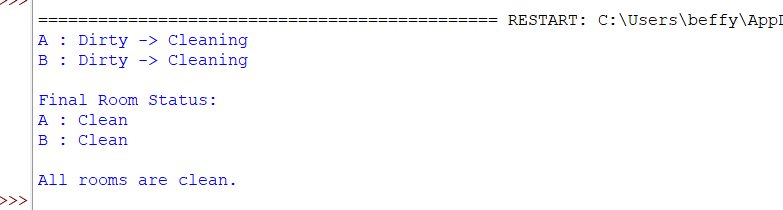 >>>
============================================== RESTART: C:\Users\beffy\AppD
A : Dirty -> Cleaning
B : Dirty -> Cleaning
Final Room Status:
A : Clean
B : Clean
All rooms are clean.
>>>